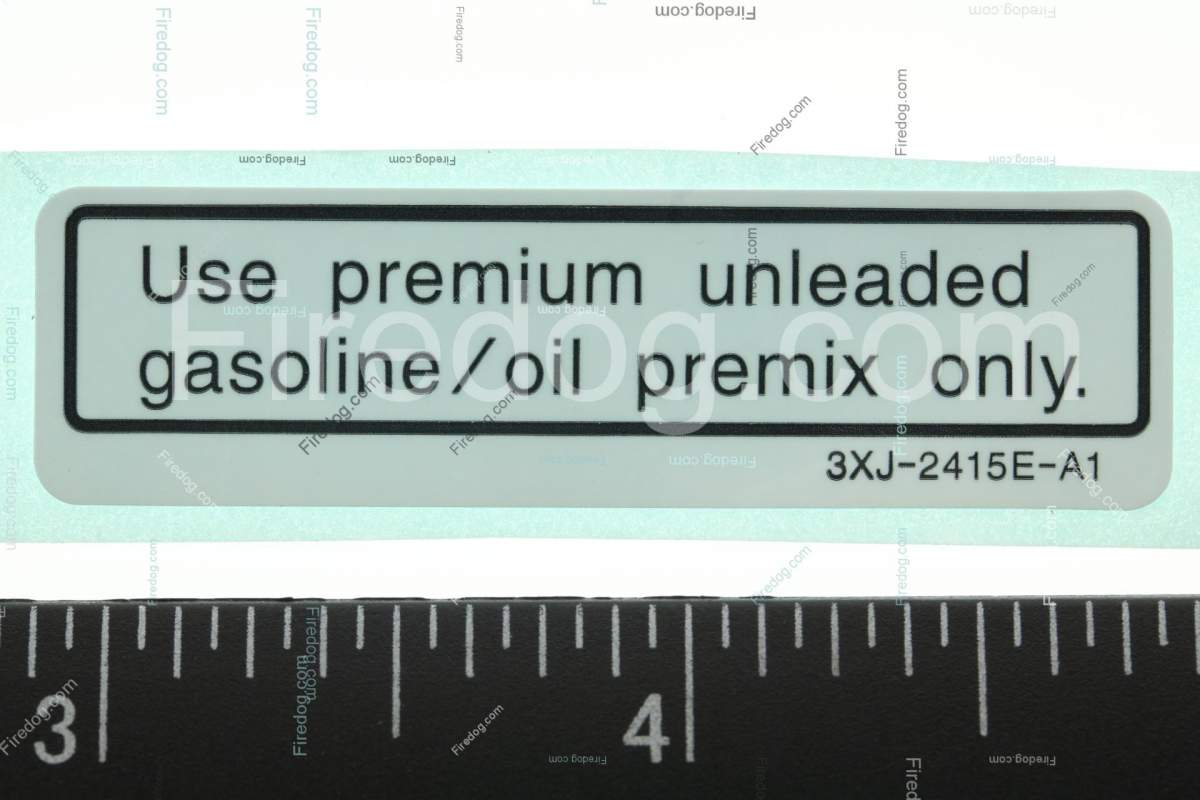 Use premium unleaded
gasoline/oil premix only.
3XJ-2415E-A1
Firedog.com
3
4